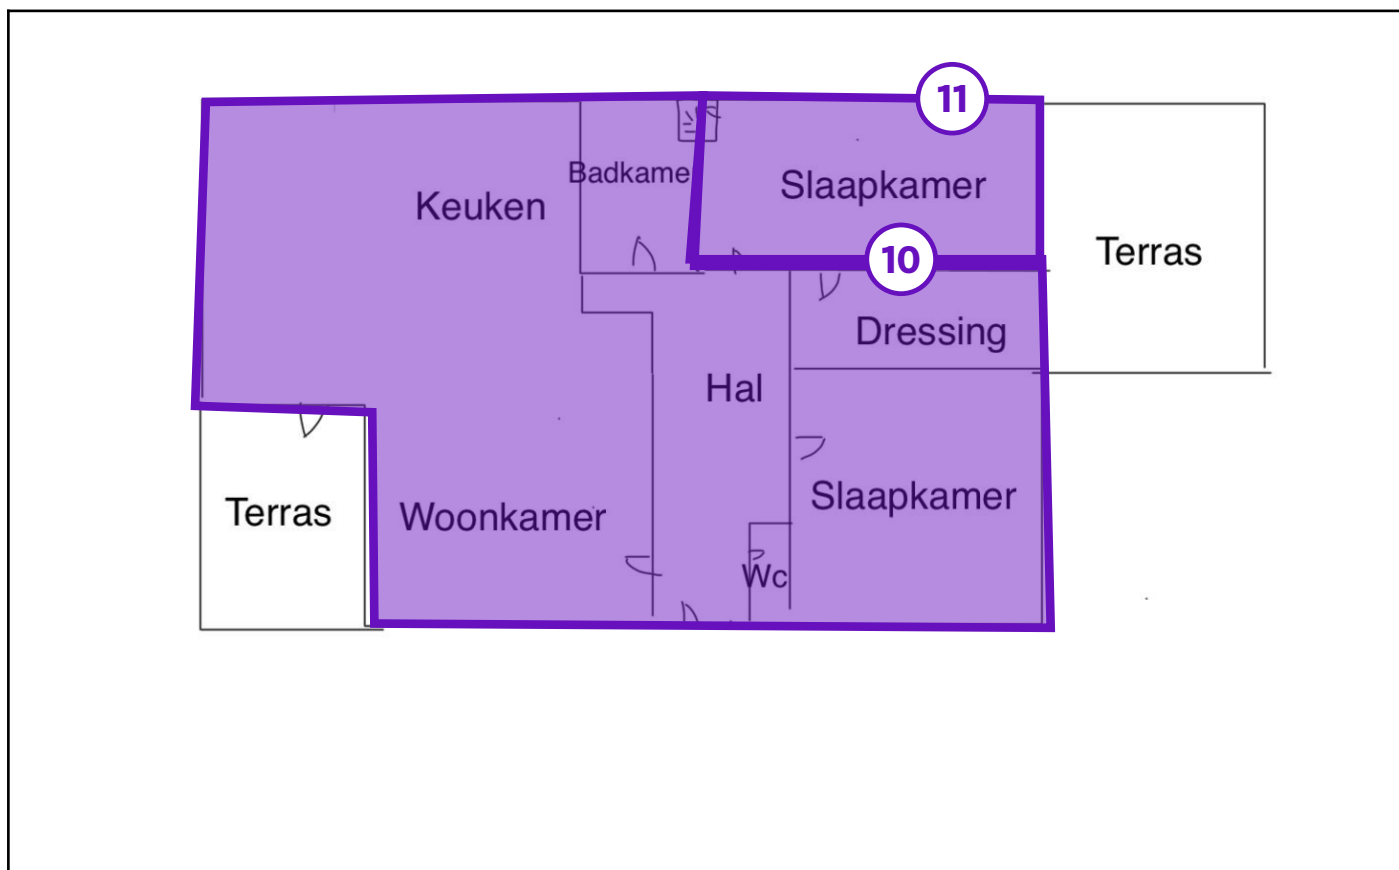 11
Badkame
Slaapkamer
Keuken
10
Terras
Dressing
Hal
Slaapkamer
Terras
Woonkamer
Wc